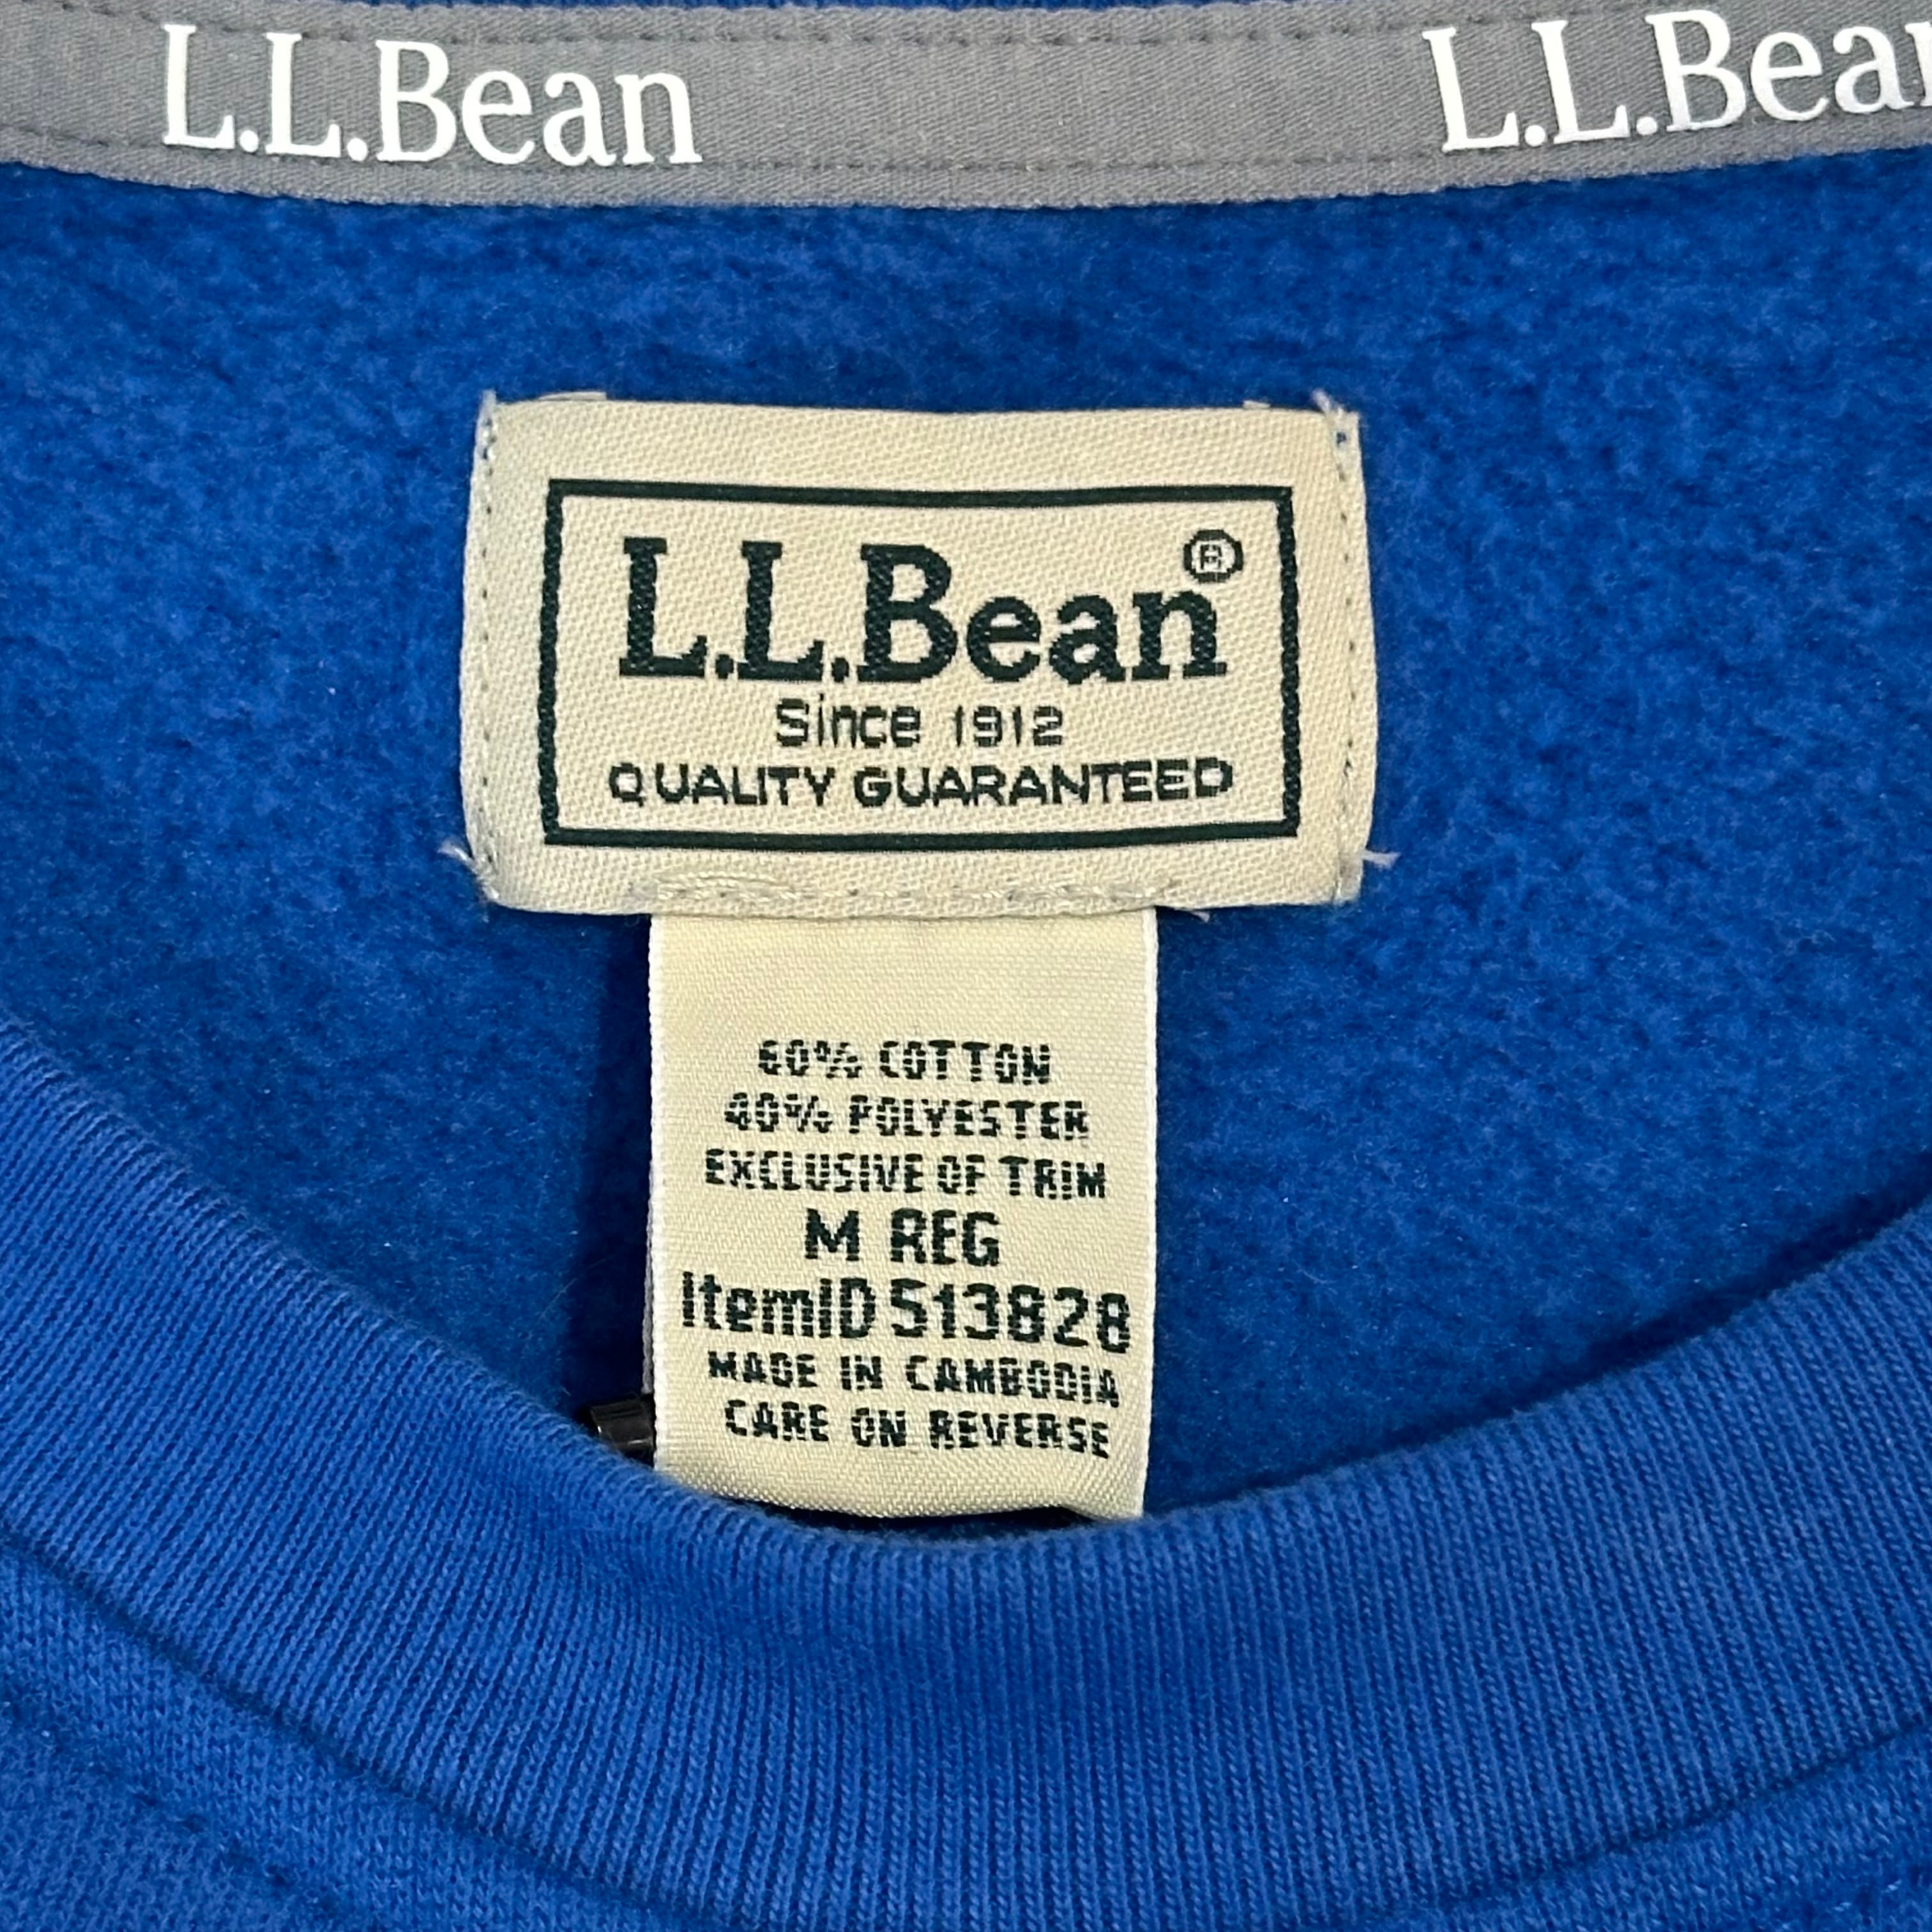 L.L.Bean L.L.Bean
L.L.Bean®
Since 1912
QUALITY GUARANTEED
60% COTTON
40% POLYESTER
EXCLUSIVE OF TRIM
M REG
ItemID 513828
MADE IN CAMBODIA
CARE ON REVERSE